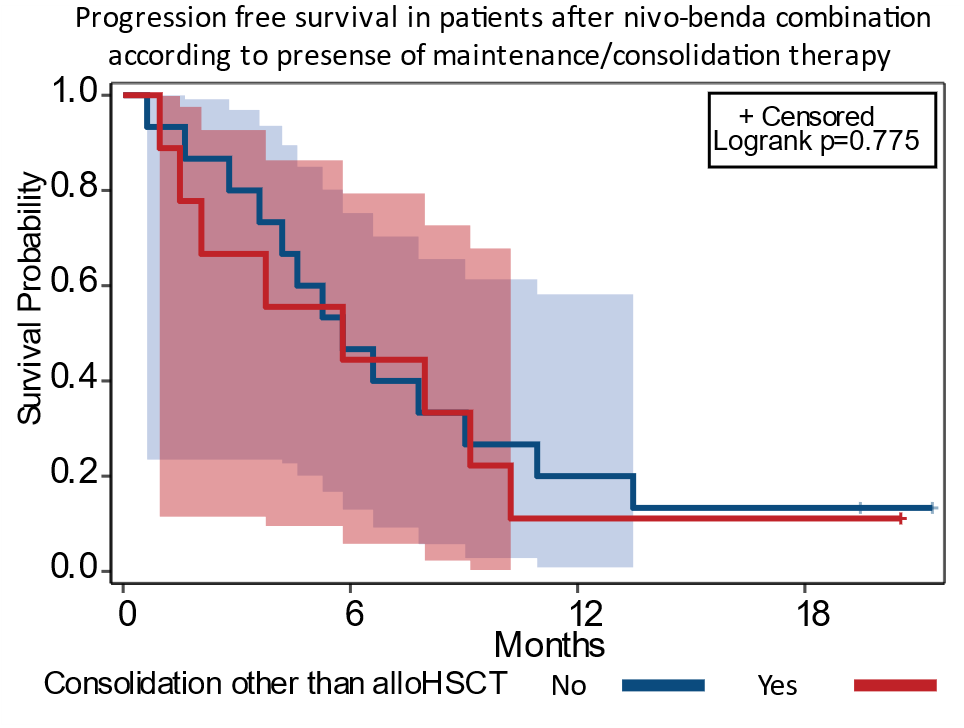 Progression free survival in patients after nivo-benda combination
according to presense of maintenance/consolidation therapy
+ Censored
Logrank p=0.775
Survival Probability
1.0
0.8
0.6
0.4
0.2
0.0
0 6 12 18
Months
Consolidation other than alloHSCT No Yes